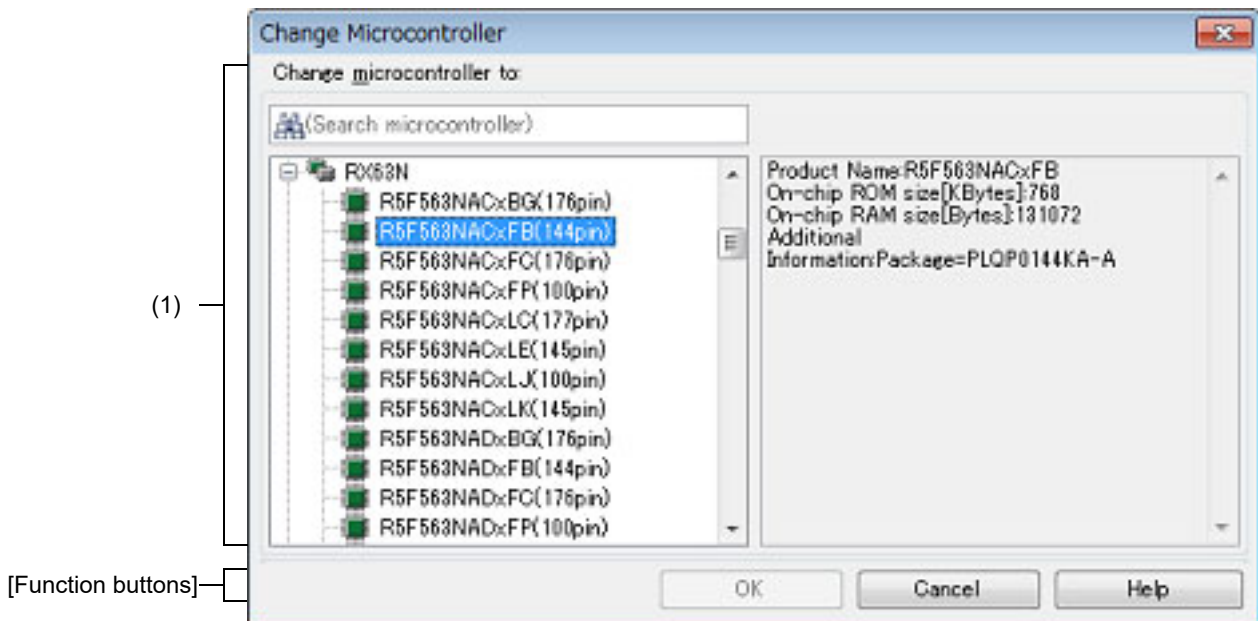 Change Microcontroller
Change microcontroller to:
(Search microcontroller)
RX63N
R5F563NACxBG(176pin)
R5F563NACxFB(144pin)
R5F563NACxFC(176pin)
R5F563NACxFP(100pin)
R5F563NACxLC(177pin)
R5F563NACxLE(145pin)
R5F563NACxLJ(100pin)
R5F563NACxLK(145pin)
R5F563NADxBG(176pin)
R5F563NADxFB(144pin)
R5F563NADxFC(176pin)
R5F563NADxFP(100pin)
Product Name:R5F563NACxFB
On-chip ROM size[KBytes]:768
On-chip RAM size[Bytes]:131072
Additional
Information:Package=PLQP0144KA-A
(1)
[Function buttons]
OK
Cancel
Help